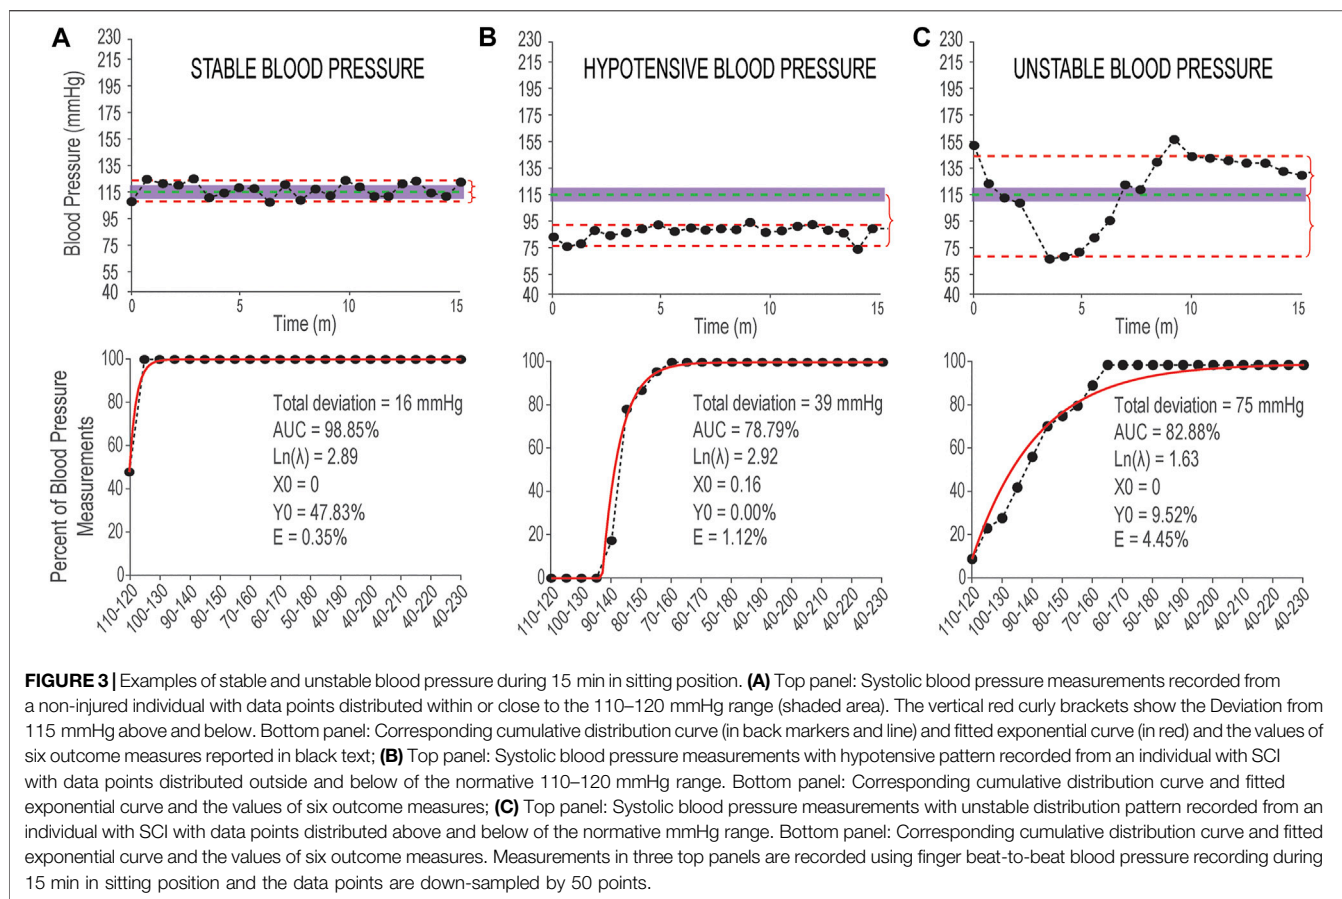 A
STABLE BLOOD PRESSURE
Blood Pressure (mmHg)
230
215
195
175
155
135
115
95
75
55
40
0
5
10
15
Time (m)
B
HYPOTENSIVE BLOOD PRESSURE
230
215
195
175
155
135
115
95
75
55
40
0
5
10
15
Time (m)
C
UNSTABLE BLOOD PRESSURE
230
215
195
175
155
135
115
95
75
55
40
0
5
10
15
Time (m)
Percent of Blood Pressure
Measurements
100
80
60
40
20
0
Total deviation = 16 mmHg
AUC = 98.85%
Ln(λ) = 2.89
X0 = 0
Y0 = 47.83%
E = 0.35%
110-120
100-130
90-140
80-150
70-160
60-170
50-180
40-190
40-200
40-210
40-220
40-230
100
80
60
40
20
0
Total deviation = 39 mmHg
AUC = 78.79%
Ln(λ) = 2.92
X0 = 0.16
Y0 = 0.00%
E = 1.12%
110-120
100-130
90-140
80-150
70-160
60-170
50-180
40-190
40-200
40-210
40-220
40-230
100
80
60
40
20
0
Total deviation = 75 mmHg
AUC = 82.88%
Ln(λ) = 1.63
X0 = 0
Y0 = 9.52%
E = 4.45%
110-120
100-130
90-140
80-150
70-160
60-170
50-180
40-190
40-200
40-210
40-220
40-230
FIGURE 3 | Examples of stable and unstable blood pressure during 15 min in sitting position. (A) Top panel: Systolic blood pressure measurements recorded from
a non-injured individual with data points distributed within or close to the 110–120 mmHg range (shaded area). The vertical red curly brackets show the Deviation from
115 mmHg above and below. Bottom panel: Corresponding cumulative distribution curve (in back markers and line) and fitted exponential curve (in red) and the values of
six outcome measures reported in black text; (B) Top panel: Systolic blood pressure measurements with hypotensive pattern recorded from an individual with SCI
with data points distributed outside and below of the normative 110–120 mmHg range. Bottom panel: Corresponding cumulative distribution curve and fitted
exponential curve and the values of six outcome measures; (C) Top panel: Systolic blood pressure measurements with unstable distribution pattern recorded from an
individual with SCI with data points distributed above and below of the normative mmHg range. Bottom panel: Corresponding cumulative distribution curve and fitted
exponential curve and the values of six outcome measures. Measurements in three top panels are recorded using finger beat-to-beat blood pressure recording during
15 min in sitting position and the data points are down-sampled by 50 points.